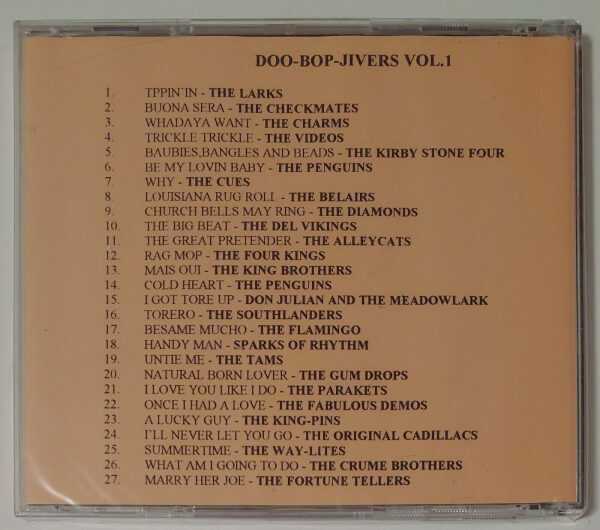 DOO-BOP-JIVERS VOL.1
1. TPPIN`IN - THE LARKS
2. BUONA SERA - THE CHECKMATES
3. WHADAYA WANT - THE CHARMS
4. TRICKLE TRICKLE - THE VIDEOS
5. BAUBIES,BANGLES AND BEADS - THE KIRBY STONE FOUR
6. BE MY LOVIN BABY - THE PENGUINS
7. WHY - THE CUES
8. LOUISIANA RUG ROLL - THE BELAIRS
9. CHURCH BELLS MAY RING - THE DIAMONDS
10. THE BIG BEAT - THE DEL VIKINGS
11. THE GREAT PRETENDER - THE ALLEYCATS
12. RAG MOP - THE FOUR KINGS
13. MAIS OUI - THE KING BROTHERS
14. COLD HEART - THE PENGUINS
15. I GOT TORE UP - DON JULIAN AND THE MEADOWLARK
16. TORERO - THE SOUTHLANDERS
17. BESAME MUCHO - THE FLAMINGO
18. HANDY MAN - SPARKS OF RHYTHM
19. UNTIE ME - THE TAMS
20. NATURAL BORN LOVER - THE GUM DROPS
21. I LOVE YOU LIKE I DO - THE PARAKETS
22. ONCE I HAD A LOVE - THE FABULOUS DEMOS
23. A LUCKY GUY - THE KING-PINS
24. I`LL NEVER LET YOU GO - THE ORIGINAL CADILLACS
25. SUMMERTIME - THE WAY-LITES
26. WHAT AM I GOING TO DO - THE CRUME BROTHERS
27. MARRY HER JOE - THE FORTUNE TELLERS